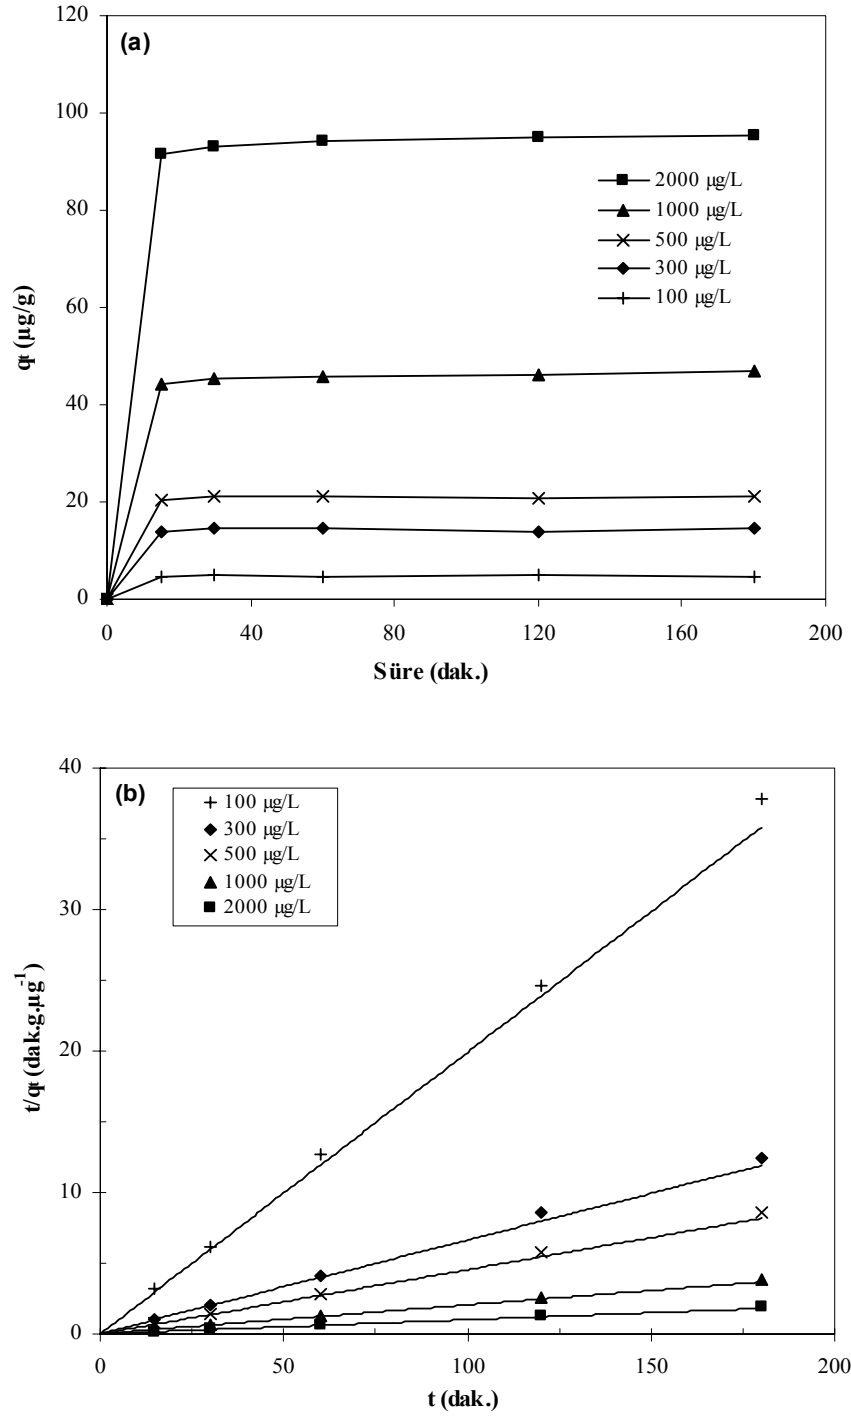 (a)
120
100
80
60
40
20
0
qt (µg/g)
2000 µg/L
1000 µg/L
500 µg/L
300 µg/L
100 µg/L
0 40 80 120 160 200
Süre (dak.)
(b)
40
30
20
10
0
t/qt (dak.g.µg-1)
100 µg/L
300 µg/L
500 µg/L
1000 µg/L
2000 µg/L
0 50 100 150 200
t (dak.)